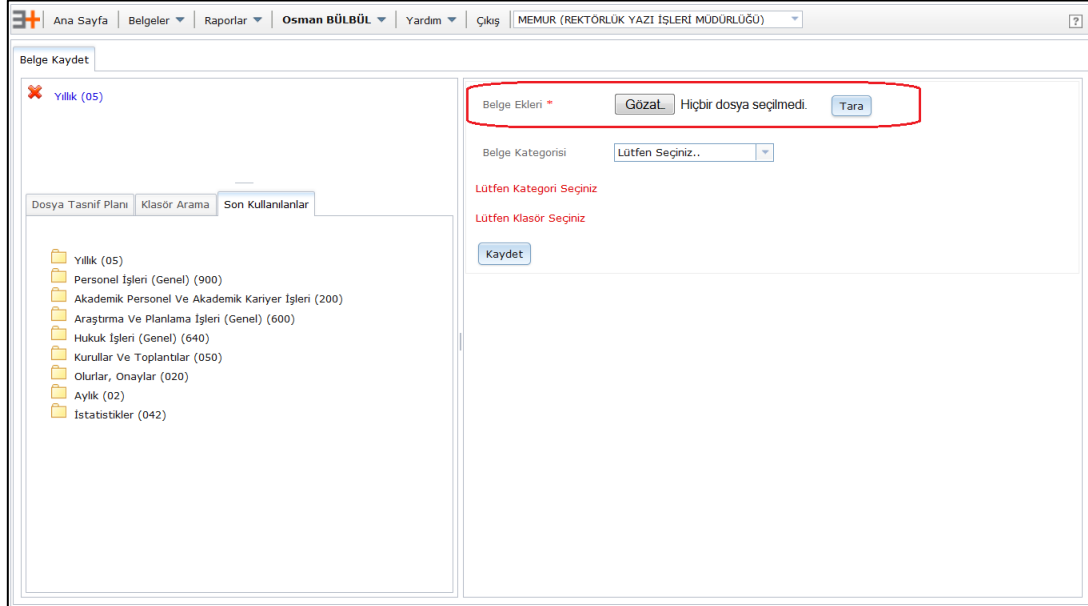 Ana Sayfa Belgeler Raporlar Osman BÜLBÜL Yardım Çıkış MEMUR (REKTÖRLÜK YAZI İŞLERİ MÜDÜRLÜĞÜ) ?
Belge Kaydet
Yıllık (05)
Dosya Tasnif Planı Klasör Arama Son Kullanılanlar
Yıllık (05)
Personel İşleri (Genel) (900)
Akademik Personel Ve Akademik Kariyer İşleri (200)
Araştırma Ve Planlama İşleri (Genel) (600)
Hukuk İşleri (Genel) (640)
Kurullar Ve Toplantılar (050)
Olurlar, Onaylar (020)
Aylık (02)
İstatistikler (042)
Belge Ekleri * Gözat.. Hiçbir dosya seçilmedi. Tara
Belge Kategorisi Lütfen Seçiniz..
Lütfen Kategori Seçiniz
Lütfen Klasör Seçiniz
Kaydet